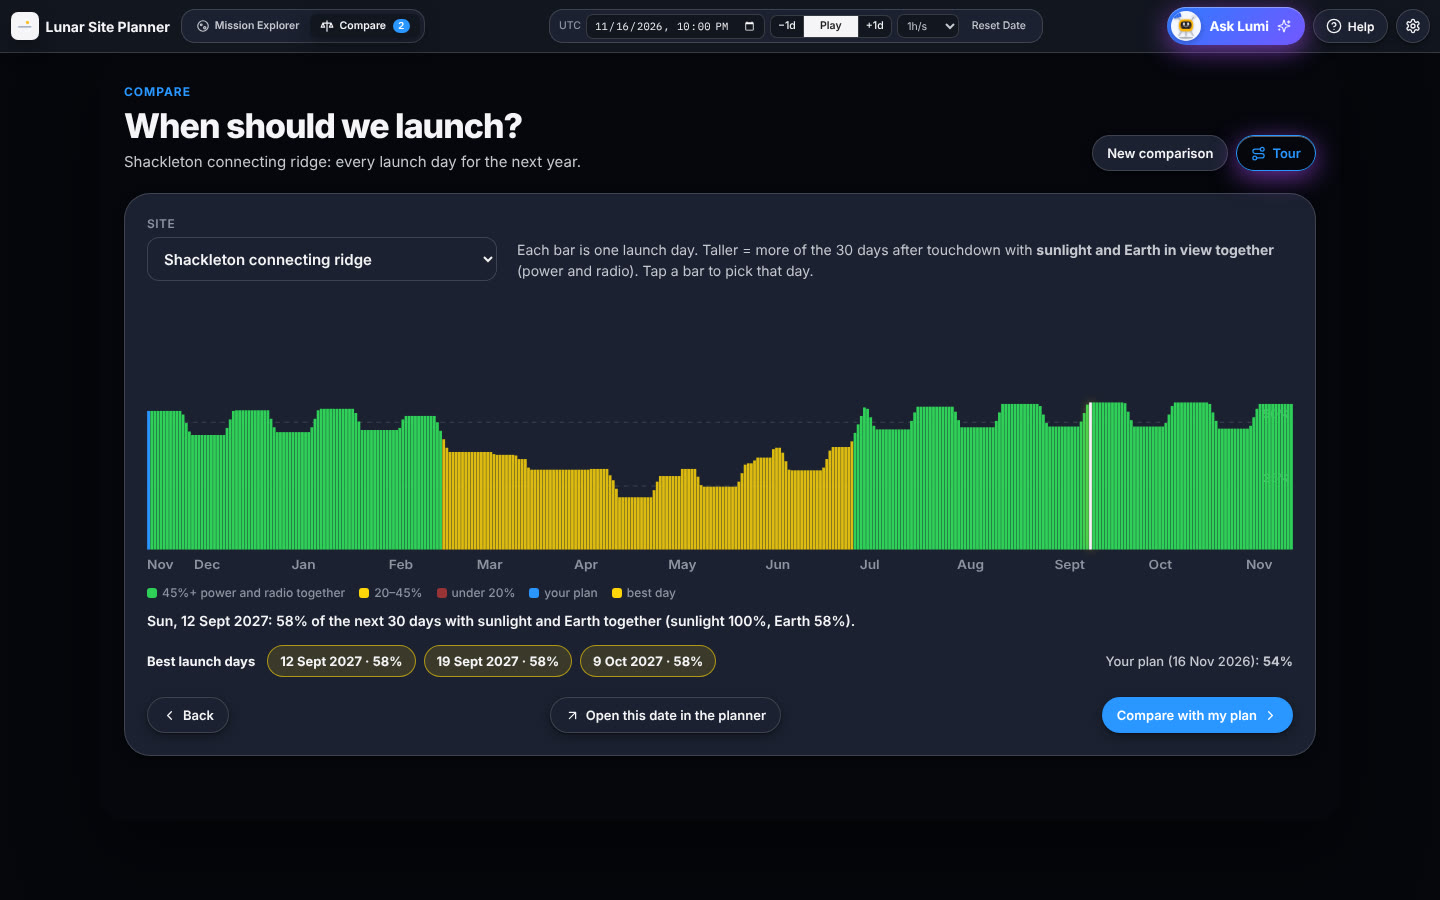 Lunar Site Planner
Mission Explorer
Compare 2
UTC 11/16/2026, 10:00 PM
−1d Play +1d
1h/s
Reset Date
Ask Lumi
Help
COMPARE
When should we launch?
Shackleton connecting ridge: every launch day for the next year.
New comparison
Tour
SITE
Shackleton connecting ridge
Each bar is one launch day. Taller = more of the 30 days after touchdown with sunlight and Earth in view together
(power and radio). Tap a bar to pick that day.
Nov Dec Jan Feb Mar Apr May Jun Jul Aug Sept Oct Nov
45%+ power and radio together 20–45% under 20% your plan best day
Sun, 12 Sept 2027: 58% of the next 30 days with sunlight and Earth together (sunlight 100%, Earth 58%).
Best launch days 12 Sept 2027 · 58% 19 Sept 2027 · 58% 9 Oct 2027 · 58%
Your plan (16 Nov 2026): 54%
Back
Open this date in the planner
Compare with my plan